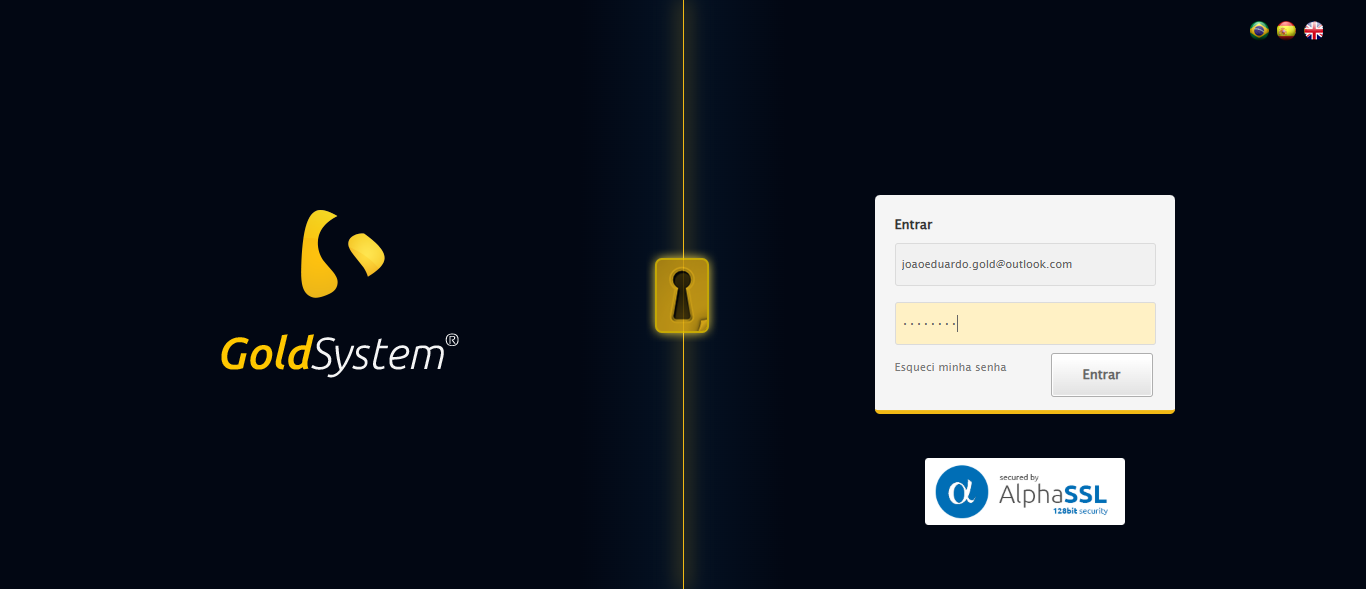 GoldSystem®
Entrar
joaoeduardo.gold@outlook.com
········
Esqueci minha senha
Entrar
secured by
α AlphaSSL
128bit security